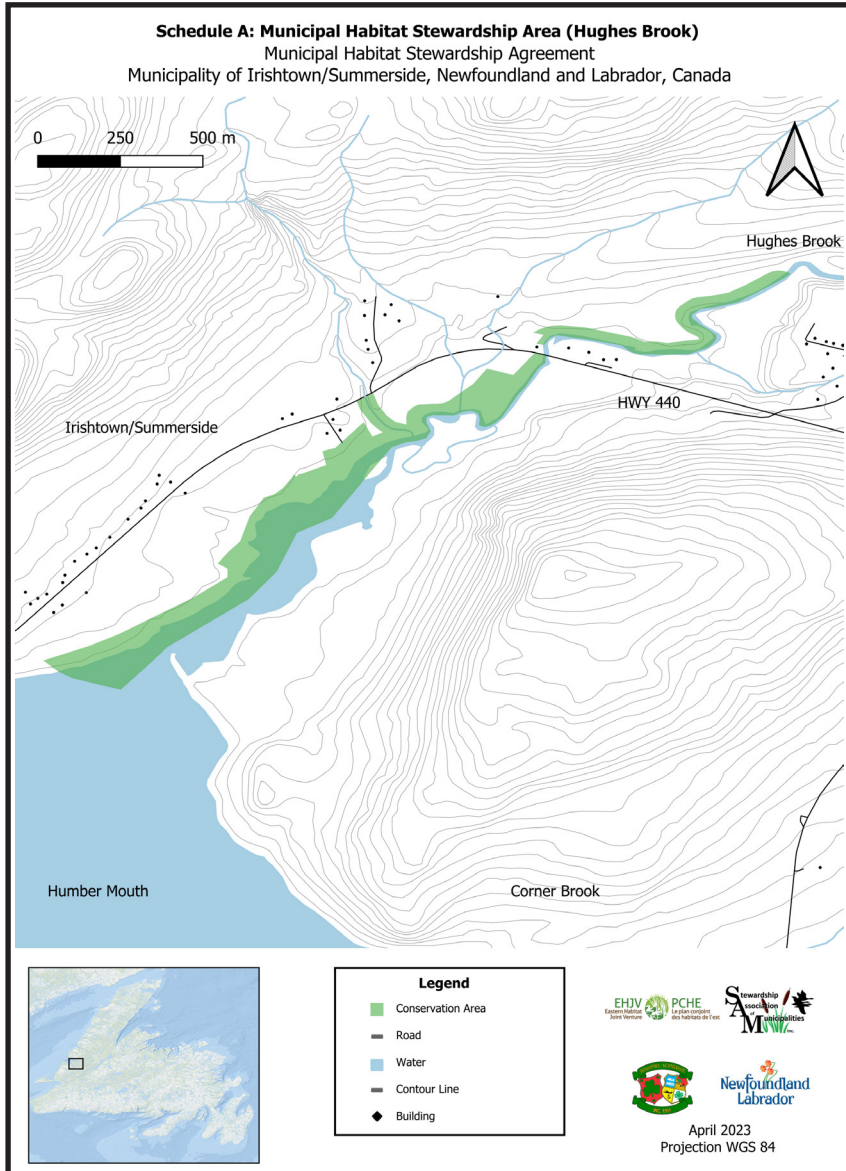 Schedule A: Municipal Habitat Stewardship Area (Hughes Brook)
Municipal Habitat Stewardship Agreement
Municipality of Irishtown/Summerside, Newfoundland and Labrador, Canada
0 250 500 m
Hughes Brook
HWY 440
Irishtown/Summerside
Humber Mouth
Corner Brook
Legend
Conservation Area
Road
Water
Contour Line
Building
EHJV
Eastern Habitat
Joint Venture
PCHE
Le plan conjoint
des habitats de l'est
Stewardship
Association
of
Municipalities
INC.
Newfoundland
Labrador
April 2023
Projection WGS 84